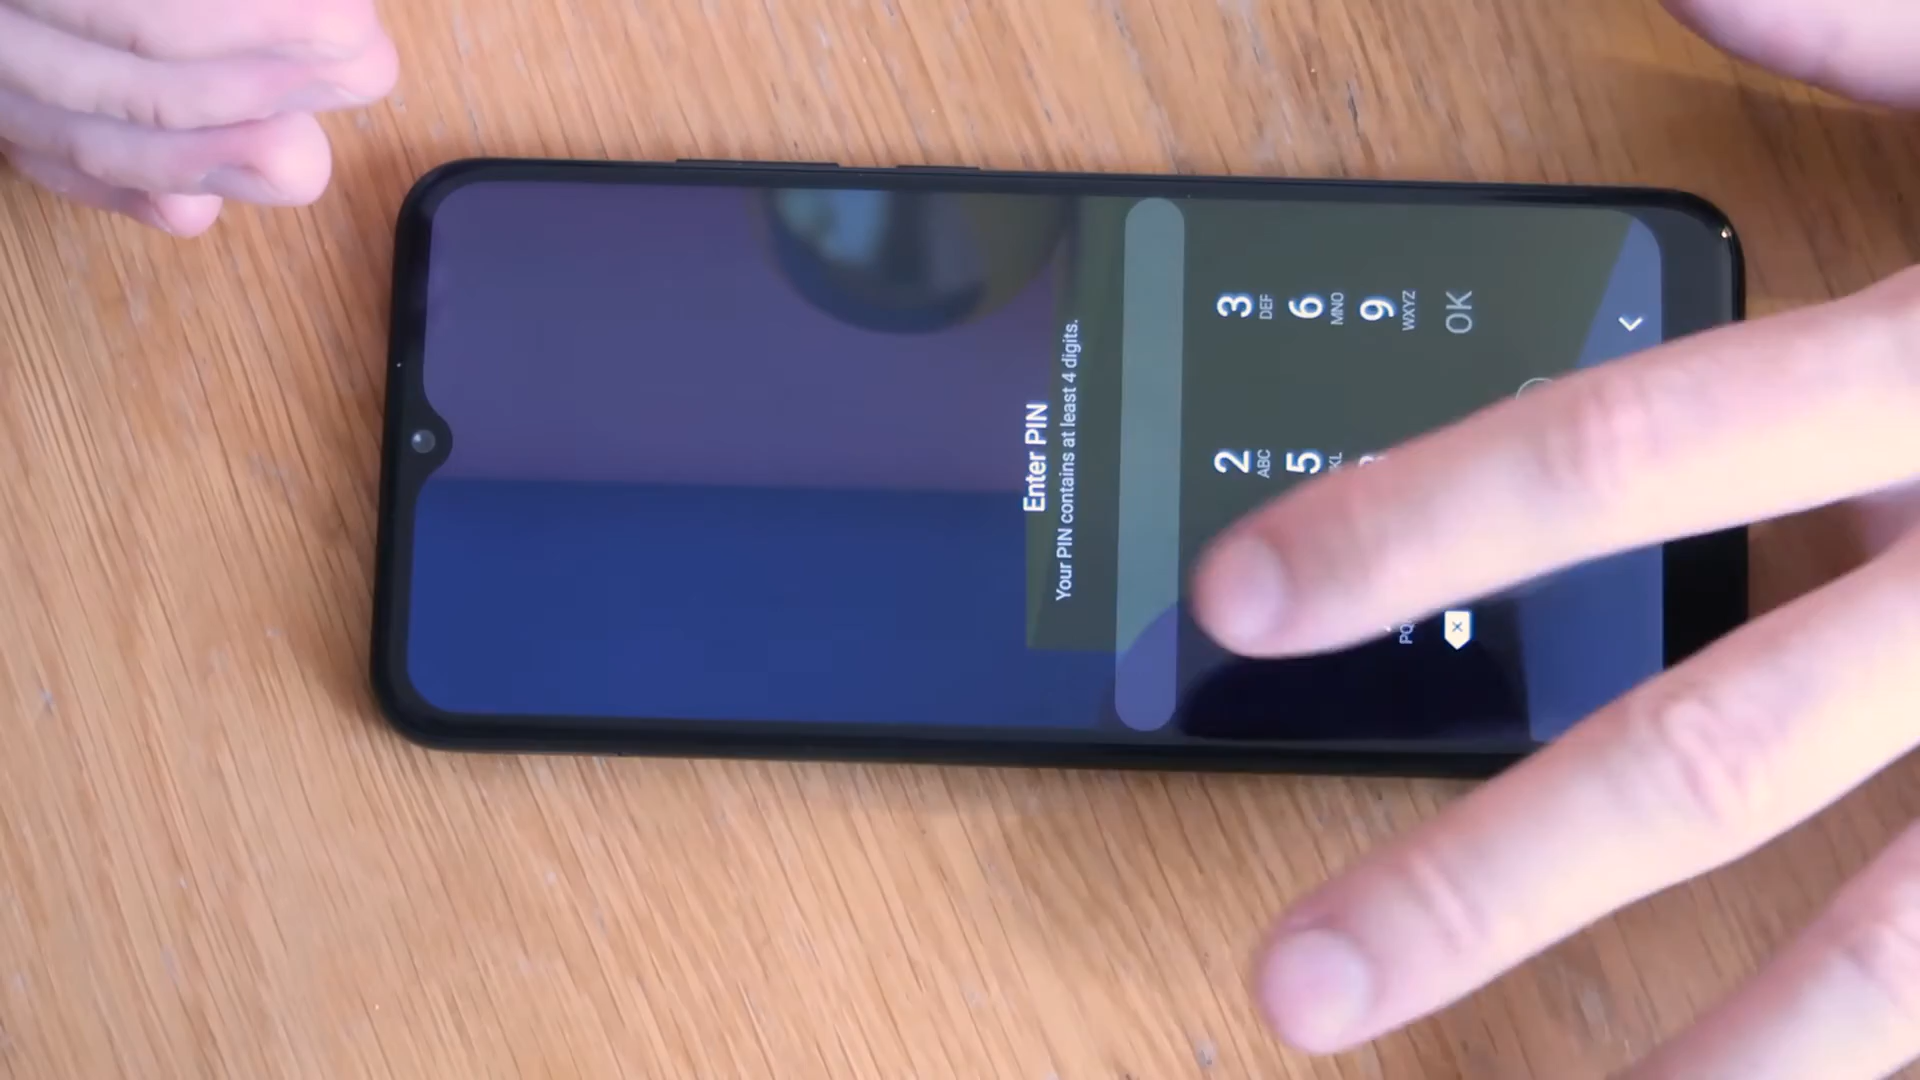 Enter PIN
Your PIN contains at least 4 digits.
2 ABC 3 DEF
5 6 MNO
9 WXYZ
OK